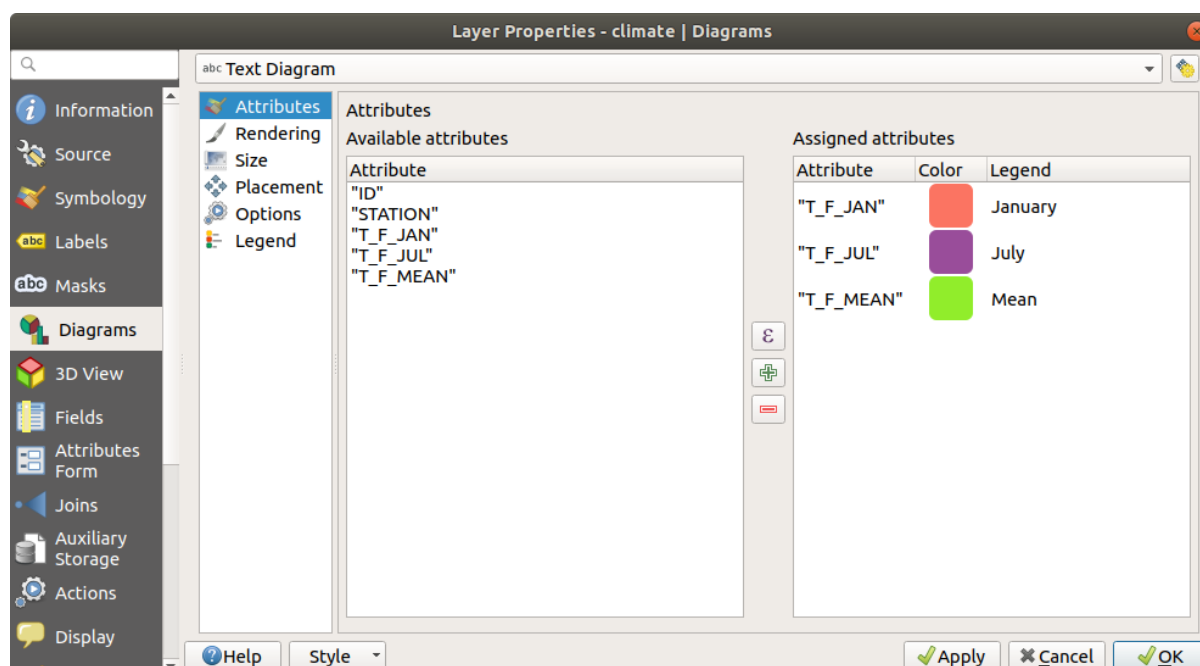 Layer Properties - climate | Diagrams
abc Text Diagram
Information
Source
Symbology
abc Labels
abc Masks
Diagrams
3D View
Fields
Attributes
Form
Joins
Auxiliary
Storage
Actions
Display
Attributes
Rendering
Size
Placement
Options
Legend
Attributes
Available attributes
Attribute
"ID"
"STATION"
"T_F_JAN"
"T_F_JUL"
"T_F_MEAN"
ε
Assigned attributes
Attribute Color Legend
"T_F_JAN" January
"T_F_JUL" July
"T_F_MEAN" Mean
Help Style Apply Cancel OK